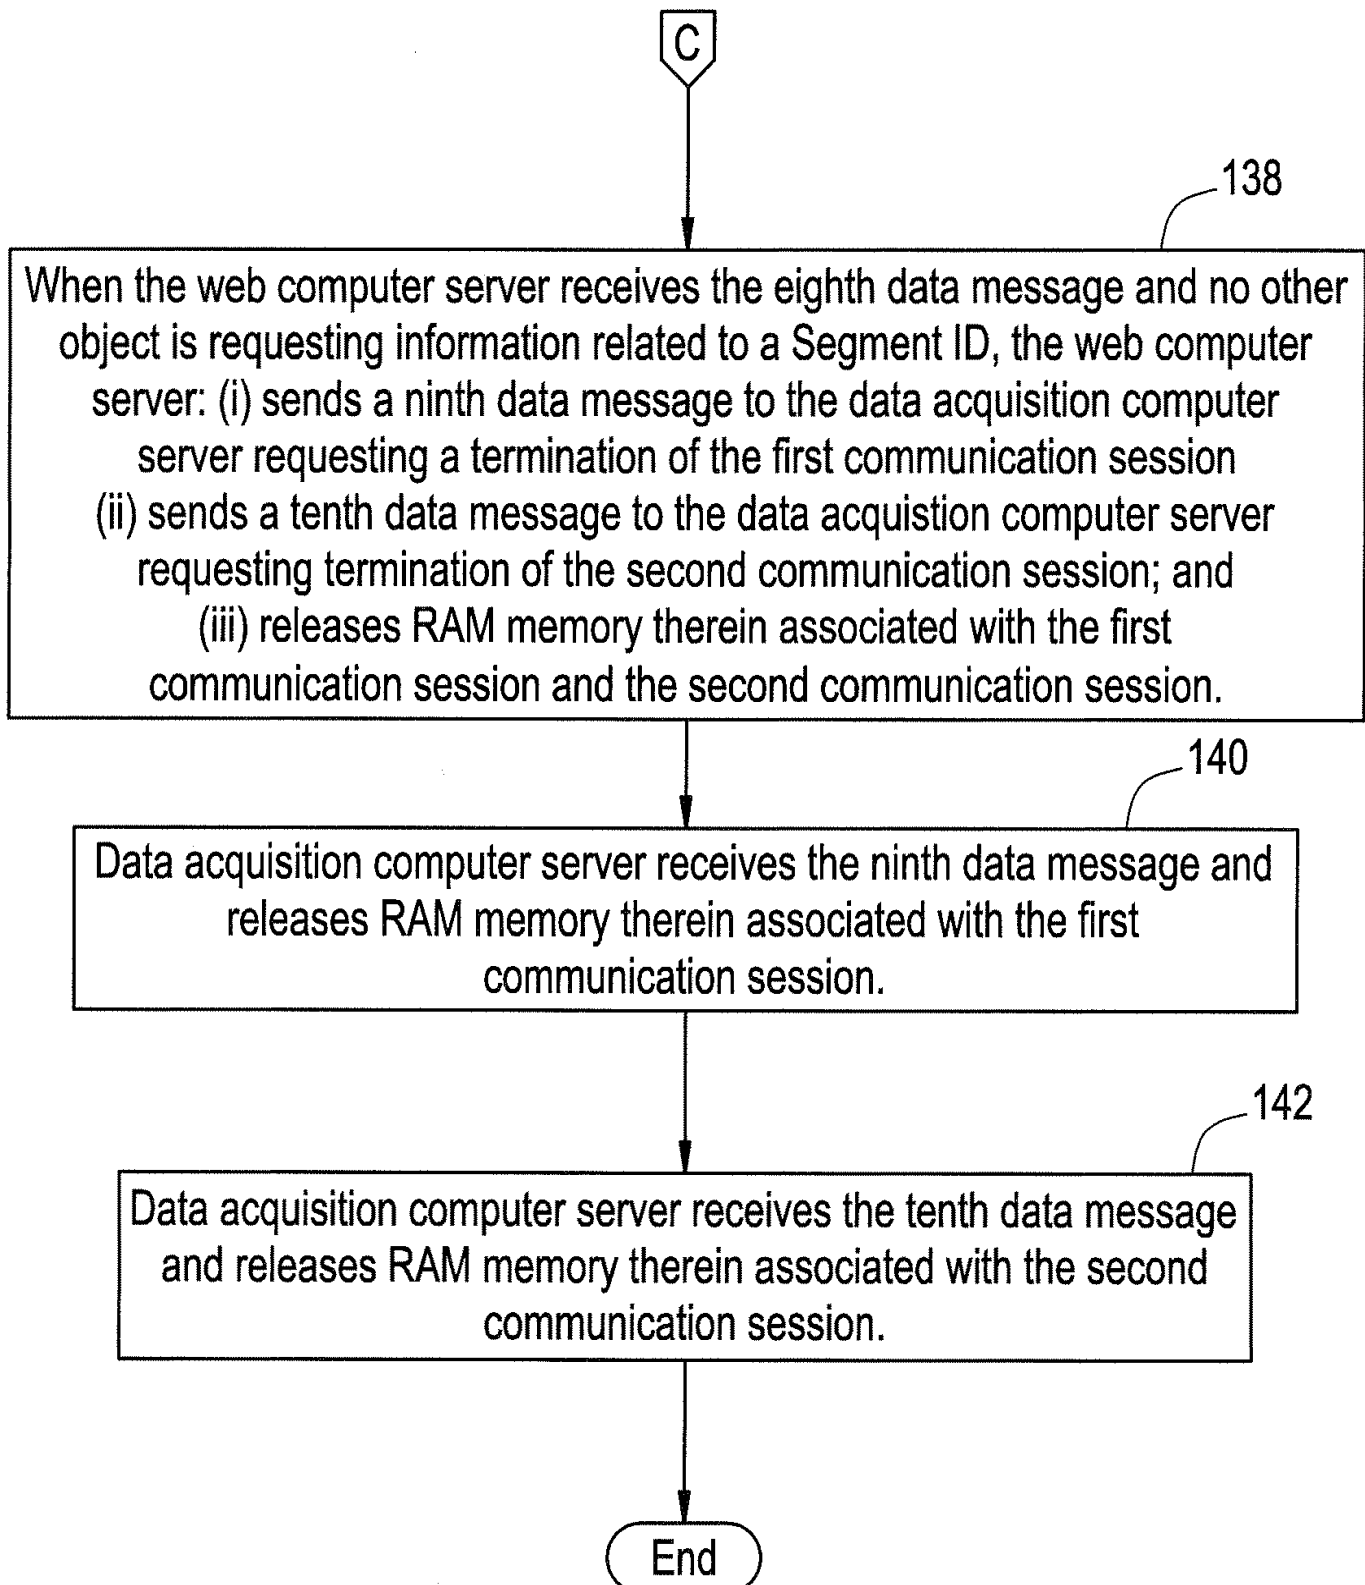 C
138
When the web computer server receives the eighth data message and no other
object is requesting information related to a Segment ID, the web computer
server: (i) sends a ninth data message to the data acquisition computer
server requesting a termination of the first communication session
(ii) sends a tenth data message to the data acquistion computer server
requesting termination of the second communication session; and
(iii) releases RAM memory therein associated with the first
communication session and the second communication session.
140
Data acquisition computer server receives the ninth data message and
releases RAM memory therein associated with the first
communication session.
142
Data acquisition computer server receives the tenth data message
and releases RAM memory therein associated with the second
communication session.
End